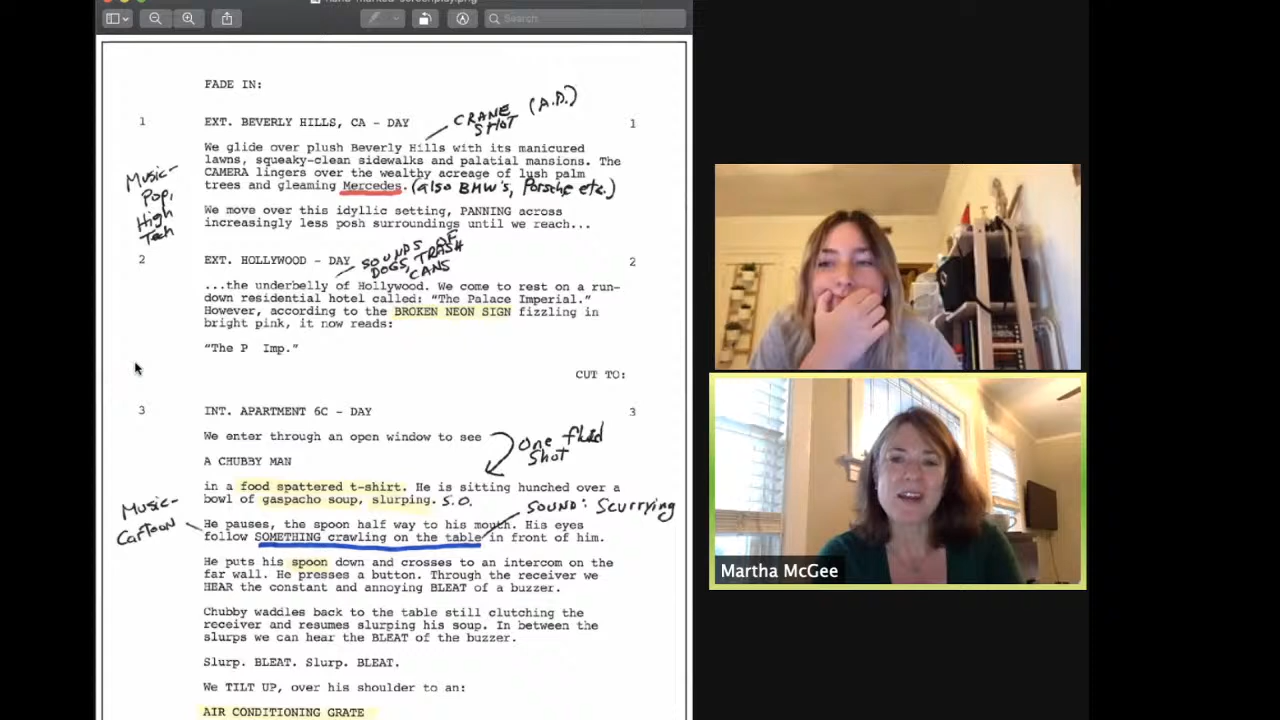 hand-marked-screenplay.png
Search
FADE IN:
CRANE SHOT (A.D.)
1 EXT. BEVERLY HILLS, CA - DAY 1
We glide over plush Beverly Hills with its manicured
lawns, squeaky-clean sidewalks and palatial mansions. The
CAMERA lingers over the wealthy acreage of lush palm
trees and gleaming Mercedes. (also BMW's, Porsche etc.)
Music-
Pop,
High
Tech
We move over this idyllic setting, PANNING across
increasingly less posh surroundings until we reach...
SOUNDS OF
DOGS, TRASH
CANS
2 EXT. HOLLYWOOD - DAY 2
...the underbelly of Hollywood. We come to rest on a run-
down residential hotel called: “The Palace Imperial.”
However, according to the BROKEN NEON SIGN fizzling in
bright pink, it now reads:
“The P  Imp.”
CUT TO:
3 INT. APARTMENT 6C - DAY 3
We enter through an open window to see
One fluid
Shot
A CHUBBY MAN
in a food spattered t-shirt. He is sitting hunched over a
bowl of gaspacho soup, slurping. S.O.
SOUND: Scurrying
Music-
Cartoon
He pauses, the spoon half way to his mouth. His eyes
follow SOMETHING crawling on the table in front of him.
He puts his spoon down and crosses to an intercom on the
far wall. He presses a button. Through the receiver we
HEAR the constant and annoying BLEAT of a buzzer.
Chubby waddles back to the table still clutching the
receiver and resumes slurping his soup. In between the
slurps we can hear the BLEAT of the buzzer.
Slurp. BLEAT. Slurp. BLEAT.
We TILT UP, over his shoulder to an:
AIR CONDITIONING GRATE
Martha McGee